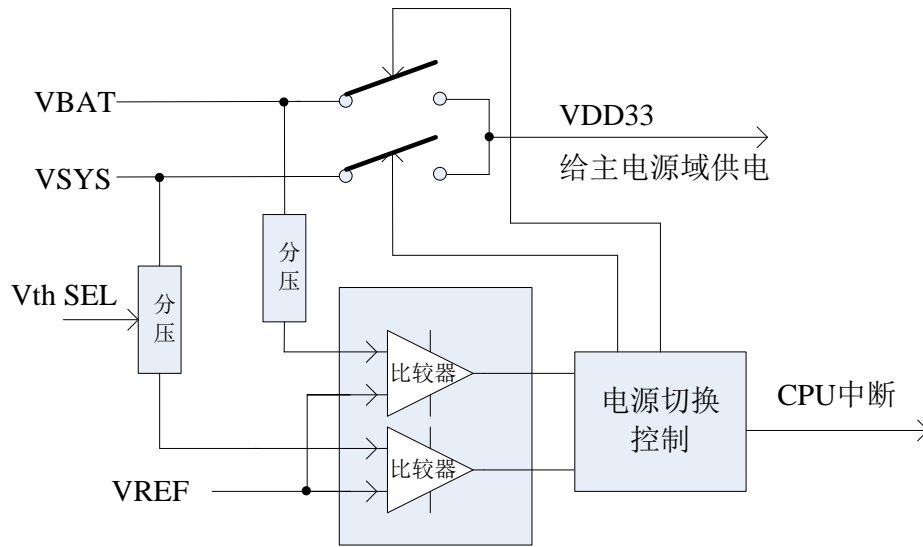 VBAT
VDD33
给主电源域供电
VSYS
分压
分压
Vth SEL
比较器
电源切换
控制
CPU中断
比较器
VREF